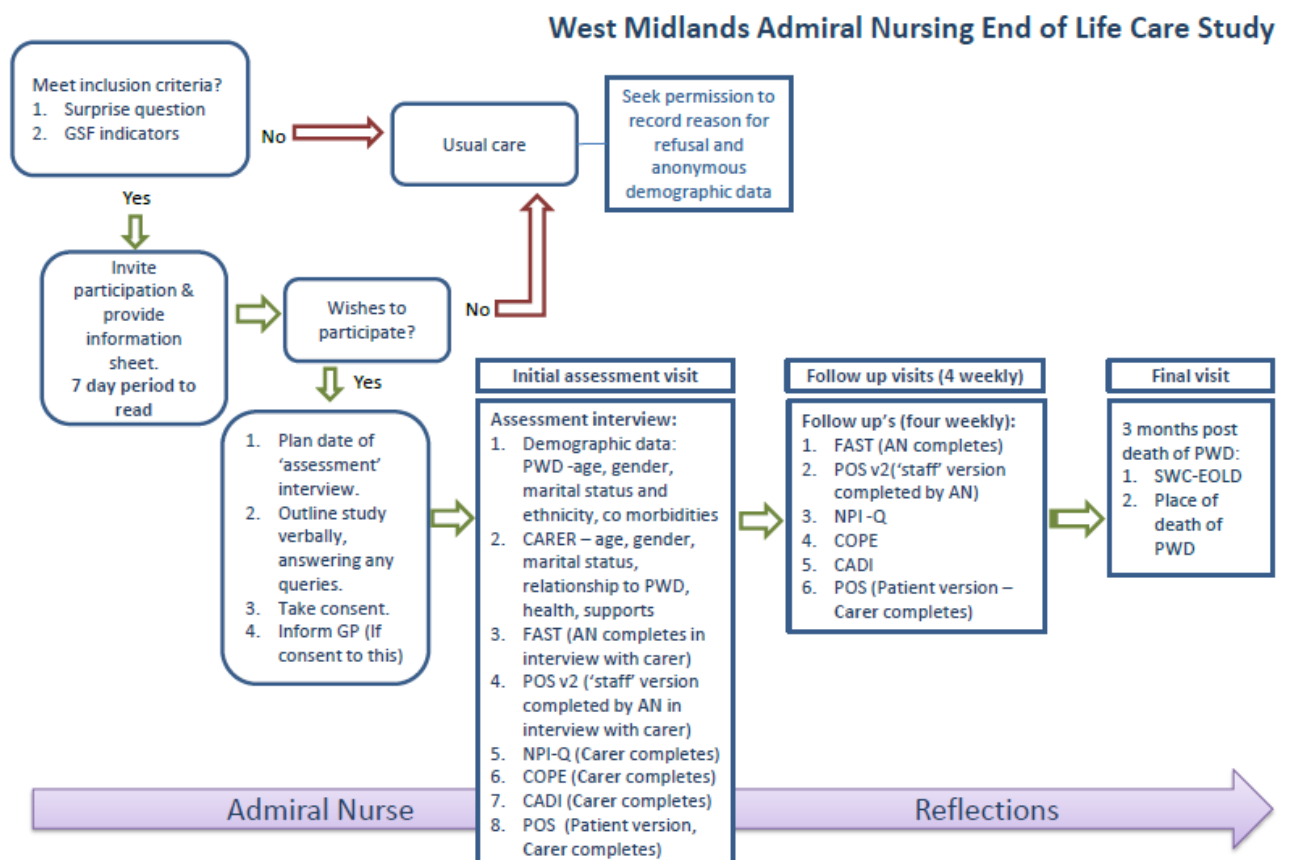 West Midlands Admiral Nursing End of Life Care Study
Meet inclusion criteria?
1. Surprise question
2. GSF indicators
No
Usual care
Seek permission to
record reason for
refusal and
anonymous
demographic data
Yes
Invite
participation &
provide
information
sheet.
7 day period to
read
Wishes to
participate?
No
Yes
1. Plan date of
‘assessment’
interview.
2. Outline study
verbally,
answering any
queries.
3. Take consent.
4. Inform GP (If
consent to this)
Initial assessment visit
Assessment interview:
1. Demographic data:
PWD -age, gender,
marital status and
ethnicity, co morbidities
2. CARER – age, gender,
marital status,
relationship to PWD,
health, supports
3. FAST (AN completes in
interview with carer)
4. POS v2 (‘staff’ version
completed by AN in
interview with carer)
5. NPI-Q (Carer completes)
6. COPE (Carer completes)
7. CADI (Carer completes)
8. POS (Patient version,
Carer completes)
Follow up visits (4 weekly)
Follow up’s (four weekly):
1. FAST (AN completes)
2. POS v2(‘staff’ version
completed by AN)
3. NPI -Q
4. COPE
5. CADI
6. POS (Patient version –
Carer completes)
Final visit
3 months post
death of PWD:
1. SWC-EOLD
2. Place of
death of
PWD
Admiral Nurse
Reflections